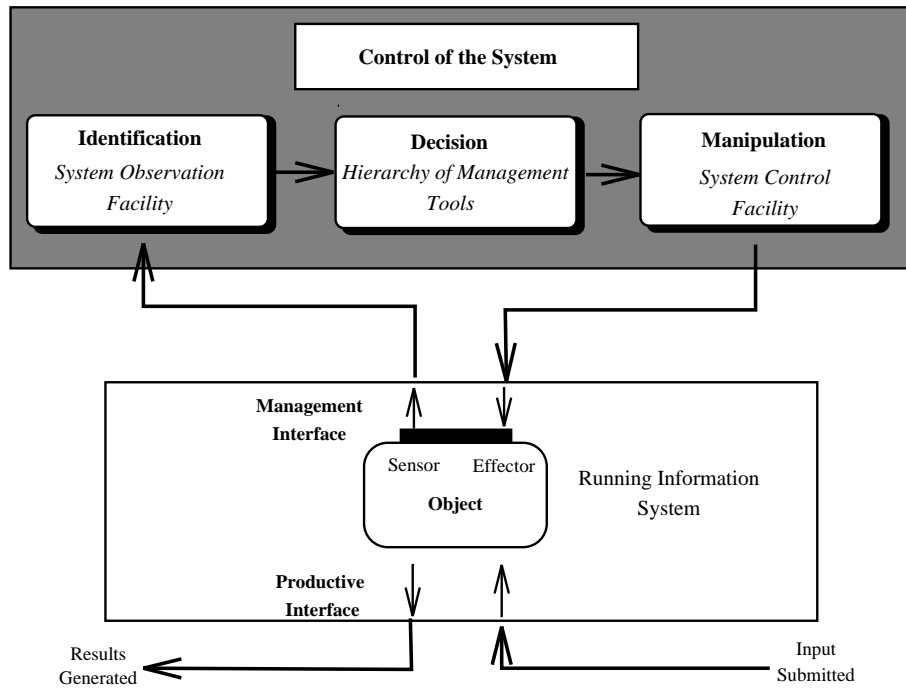 Control of the System
Identification
System Observation
Facility
Decision
Hierarchy of Management
Tools
Manipulation
System Control
Facility
Management
Interface
Sensor
Effector
Object
Running Information
System
Productive
Interface
Results
Generated
Input
Submitted